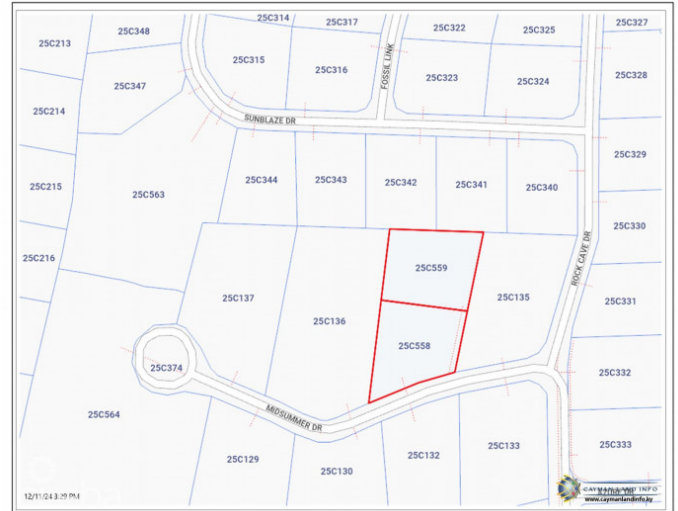 25C314
25C317
25C322
25C325
25C327
25C213
25C348
25C315
25C316
FOSSIL LINK
25C323
25C324
25C328
25C347
25C214
SUNBLAZE DR
25C329
25C215
25C563
25C344
25C343
25C342
25C341
25C340
25C330
25C216
ROCK CAVE DR
25C559
25C137
25C136
25C135
25C331
25C558
25C374
25C332
MIDSUMMER DR
25C564
25C129
25C130
25C132
25C133
25C333
12/11/24 3:29 PM
CAYMAN LAND INFO
www.caymanlandinfo.ky